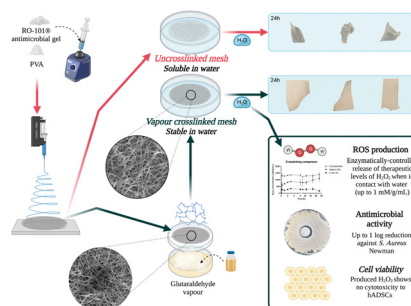 RO-101®
antimicrobial gel
PVA
Uncrosslinked mesh
Soluble in water
H₂O
24h
Vapour crosslinked mesh
Stable in water
H₂O
24h
Glutaraldehyde
vapour
ROS production
Enzymatically-controlled
release of therapeutic
levels of H₂O₂ when in
contact with water
(up to 1 mM/g/mL)
Antimicrobial
activity
Up to 1 log reduction
against S. Aureus
Newman
Cell viability
Produced H₂O₂ shows
no cytotoxicity to
hADSCs